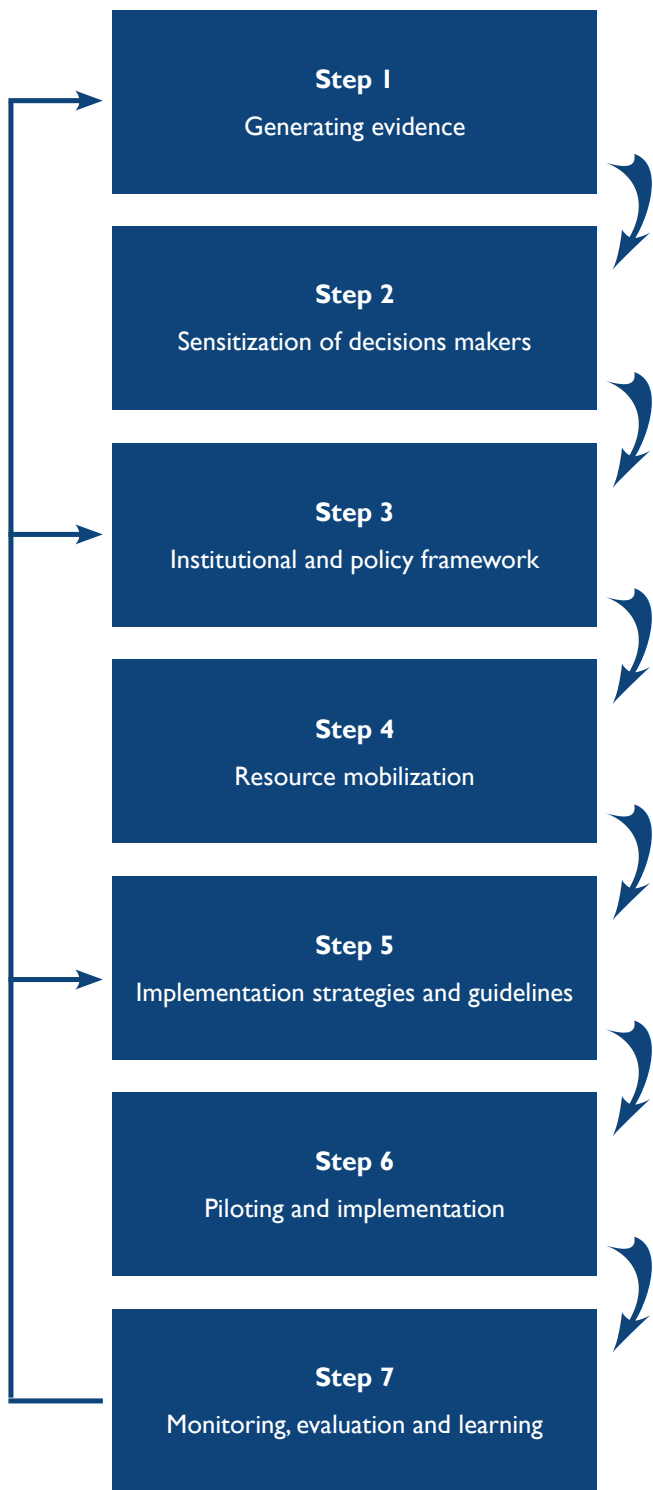 Step 1
Generating evidence
Step 2
Sensitization of decisions makers
Step 3
Institutional and policy framework
Step 4
Resource mobilization
Step 5
Implementation strategies and guidelines
Step 6
Piloting and implementation
Step 7
Monitoring, evaluation and learning